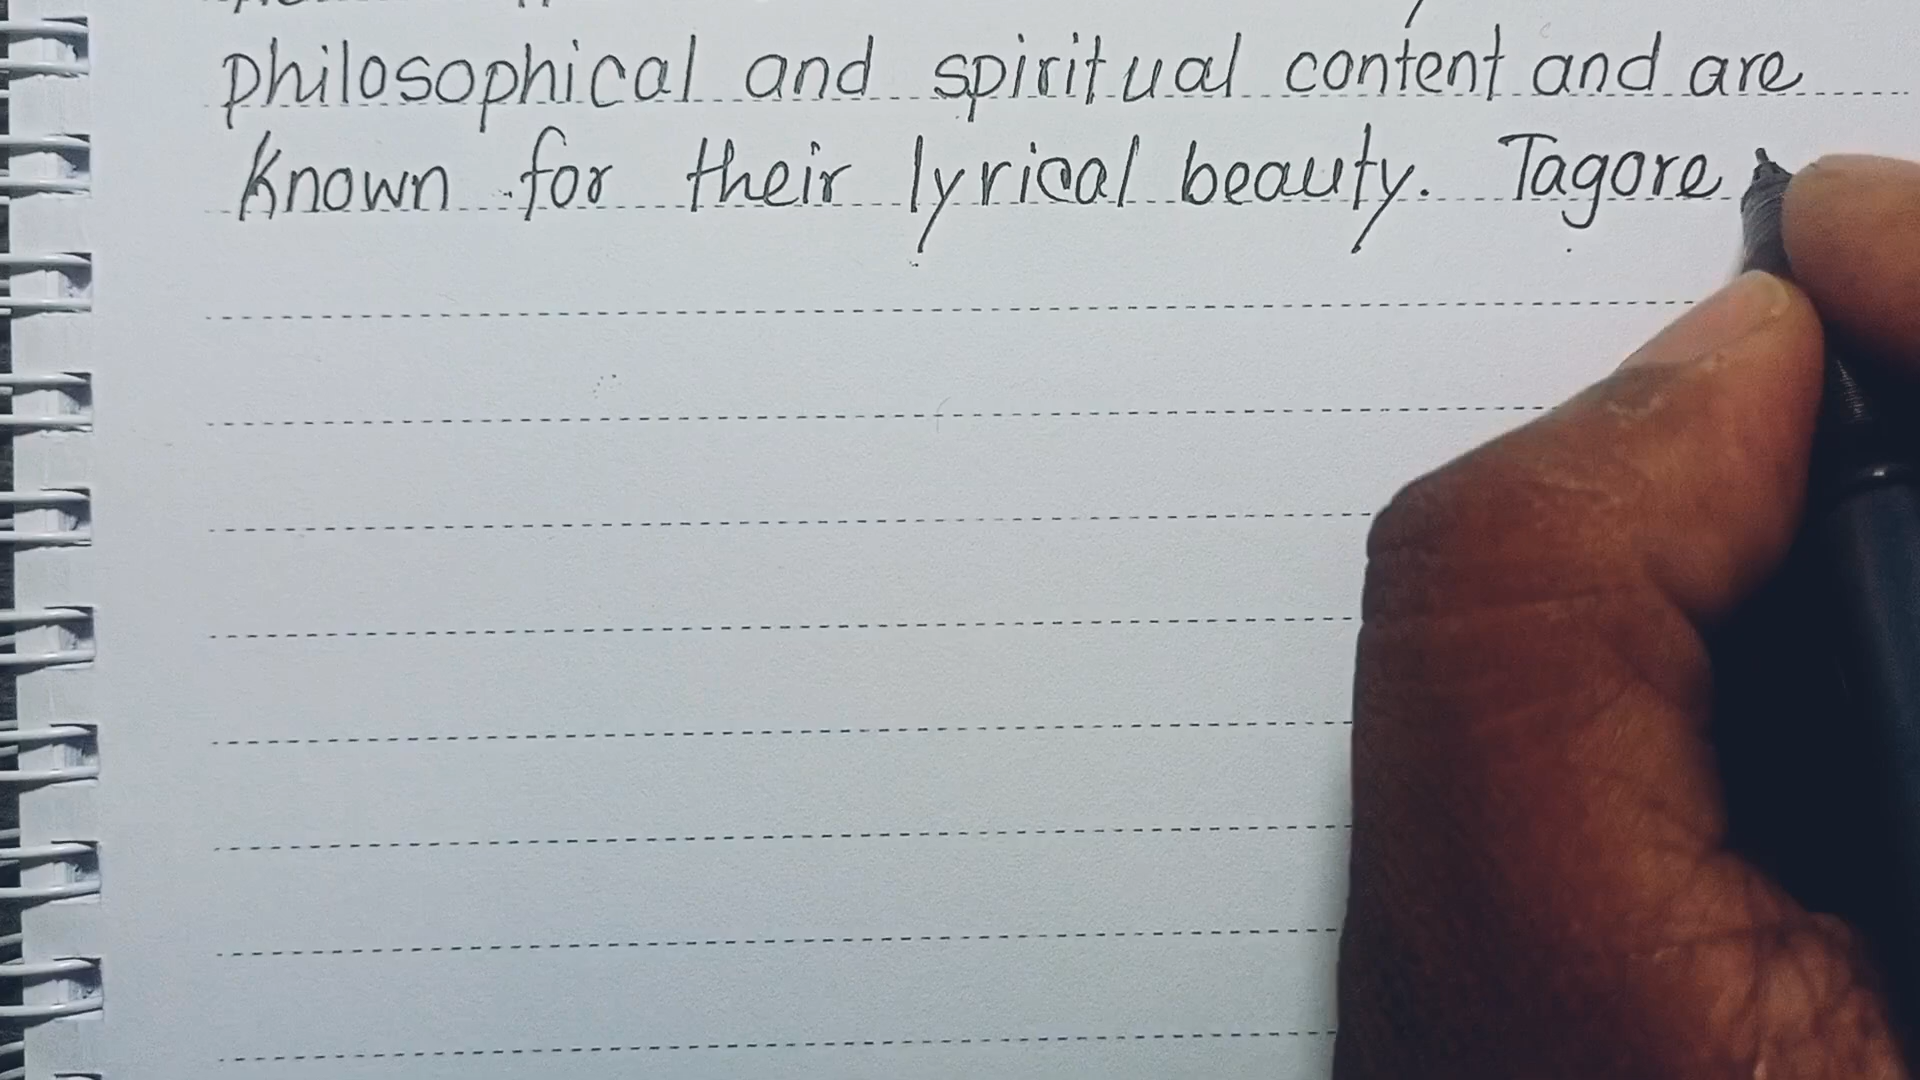 philosophical and spiritual content and are
Known for their lyrical beauty. Tagore